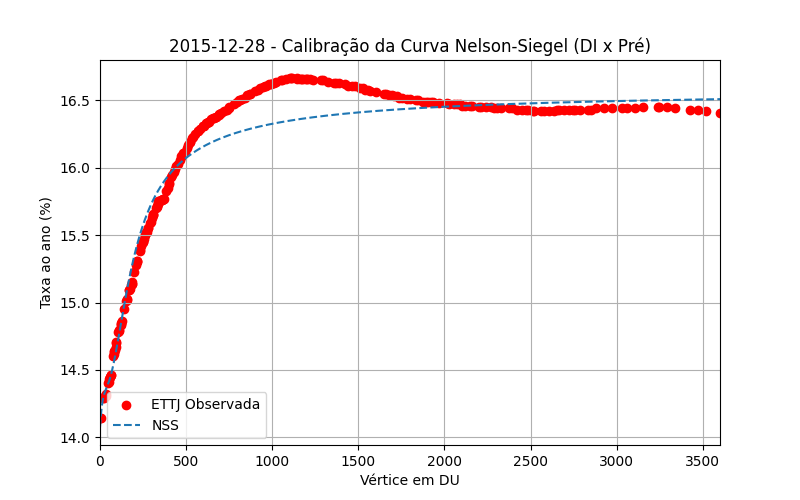 2015-12-28 - Calibração da Curva Nelson-Siegel (DI x Pré)
Taxa ao ano (%)
16.5
16.0
15.5
15.0
14.5
14.0
ETTJ Observada
NSS
0 500 1000 1500 2000 2500 3000 3500
Vértice em DU